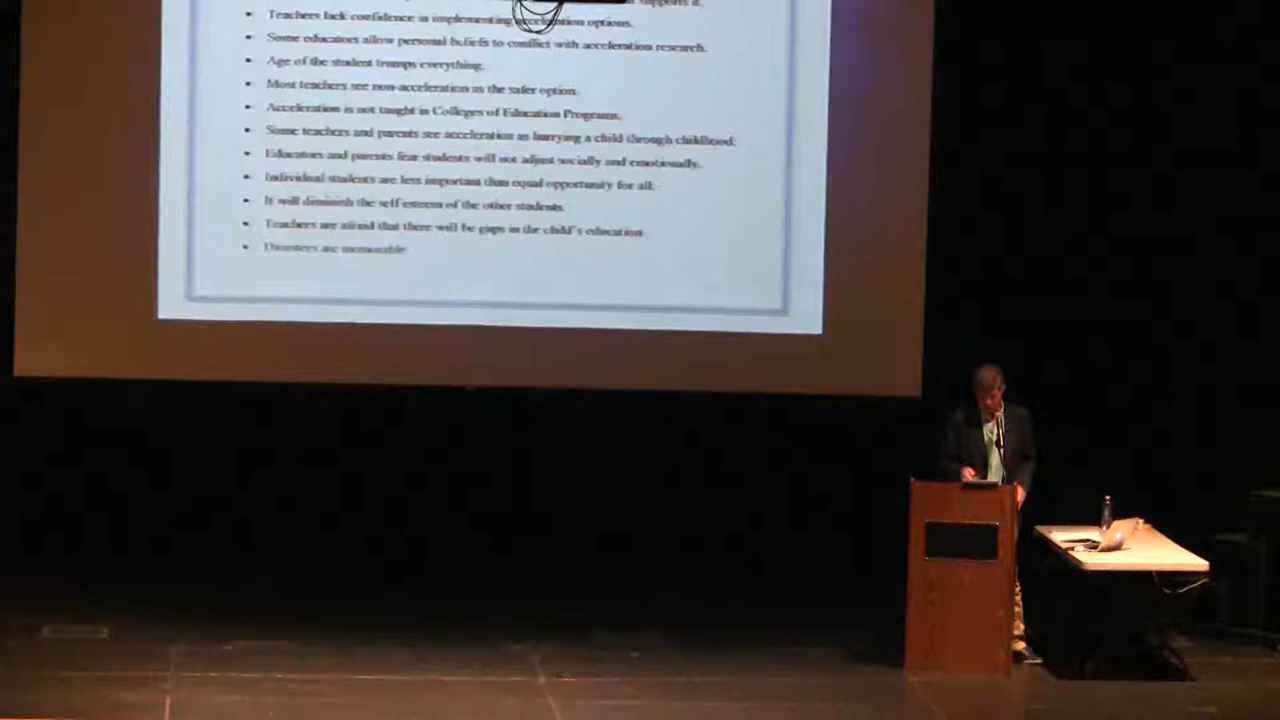 supports it.
• Teachers lack confidence in implementing acceleration options.
• Some educators allow personal beliefs to conflict with acceleration research.
• Age of the student trumps everything.
• Most teachers see non-acceleration as the safer option.
• Acceleration is not taught in Colleges of Education Programs.
• Some teachers and parents see acceleration as hurrying a child through childhood.
• Educators and parents fear students will not adjust socially and emotionally.
• Individual students are less important than equal opportunity for all.
• It will diminish the self esteem of the other students.
• Teachers are afraid that there will be gaps in the child's education
• Disasters are memorable